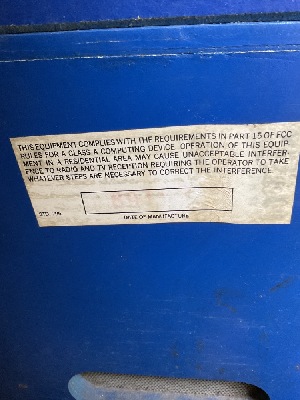 THIS EQUIPMENT COMPLIES WITH THE REQUIREMENTS IN PART 15 OF FCC
RULES FOR A CLASS A COMPUTING DEVICE. OPERATION OF THIS EQUIP-
MENT IN A RESIDENTIAL AREA MAY CAUSE UNACCEPTABLE INTERFER-
ENCE TO RADIO AND TV RECEPTION REQUIRING THE OPERATOR TO TAKE
WHATEVER STEPS ARE NECESSARY TO CORRECT THE INTERFERENCE.
DATE OF MANUFACTURE